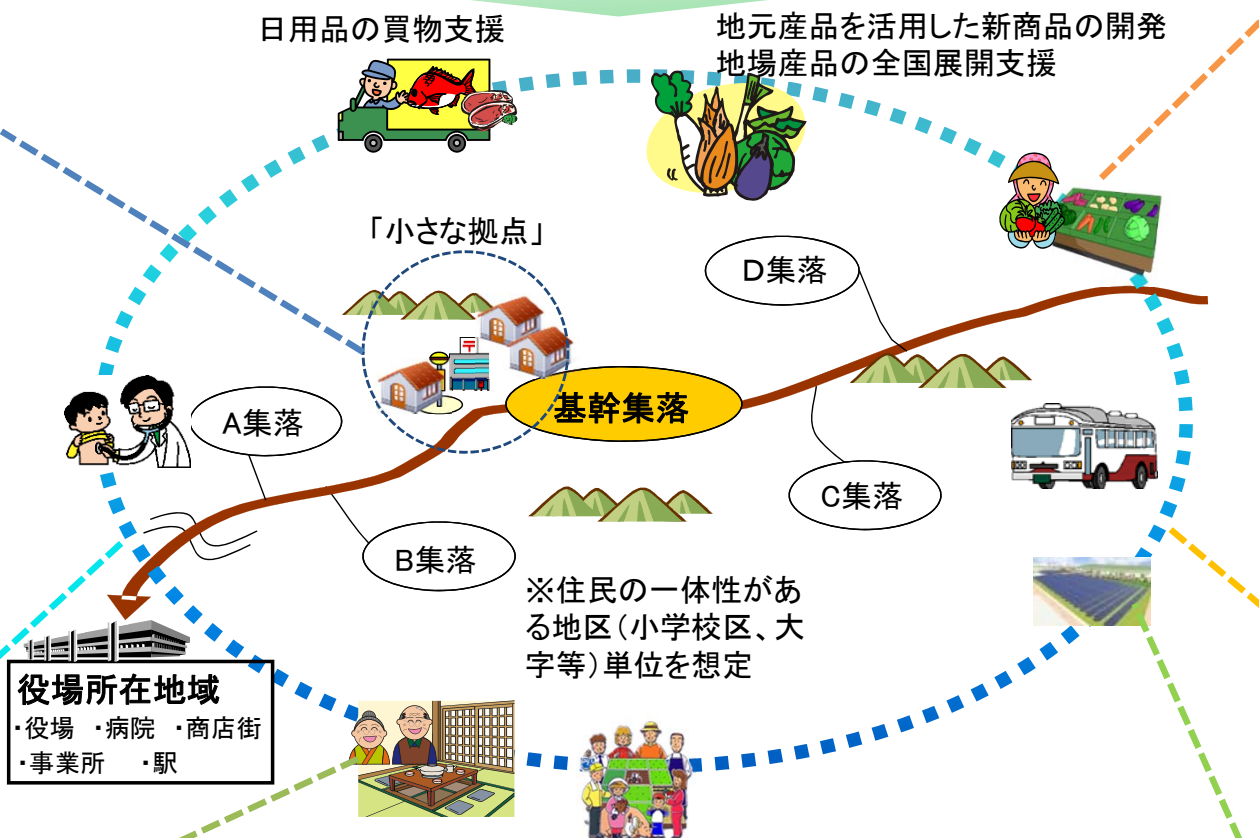 日用品の買物支援
地元産品を活用した新商品の開発
地場産品の全国展開支援
「小さな拠点」
D集落
〒
A集落
基幹集落
C集落
B集落
※住民の一体性があ
る地区(小学校区、大
字等)単位を想定
役場所在地域
・役場 ・病院 ・商店街
・事業所 ・駅